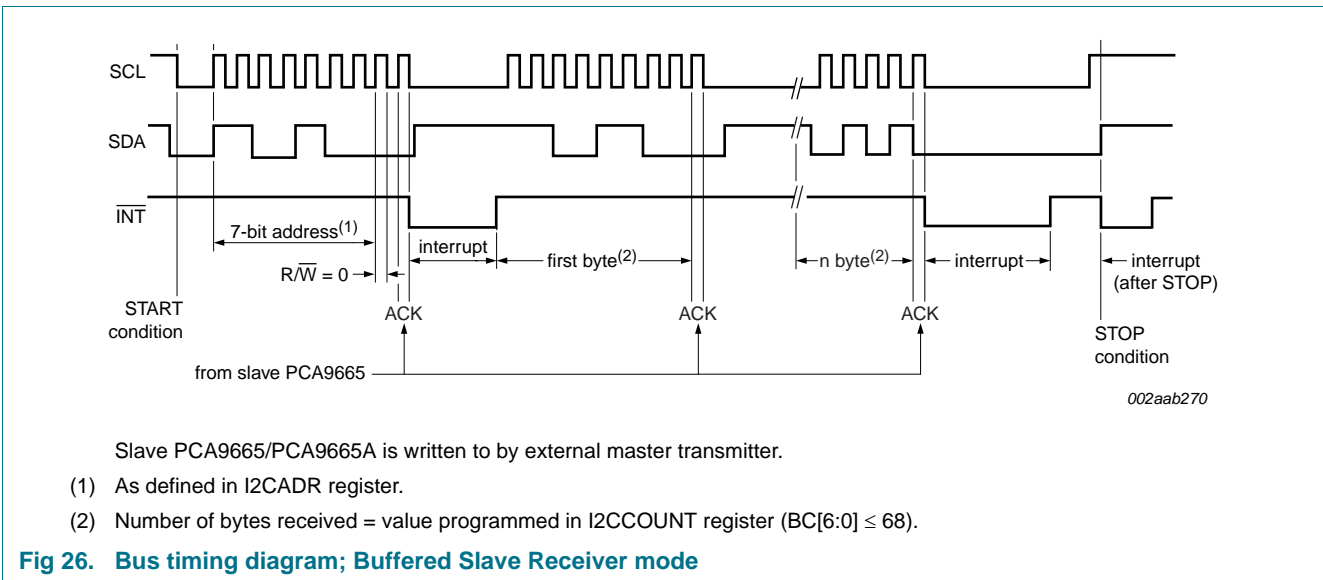 SCL
SDA
INT
7-bit address(1)
interrupt
first byte(2)
n byte(2)
interrupt
interrupt
(after STOP)
R/W = 0
START
condition
ACK
ACK
ACK
STOP
condition
from slave PCA9665
002aab270
Slave PCA9665/PCA9665A is written to by external master transmitter.
(1) As defined in I2CADR register.
(2) Number of bytes received = value programmed in I2CCOUNT register (BC[6:0] ≤ 68).
Fig 26. Bus timing diagram; Buffered Slave Receiver mode